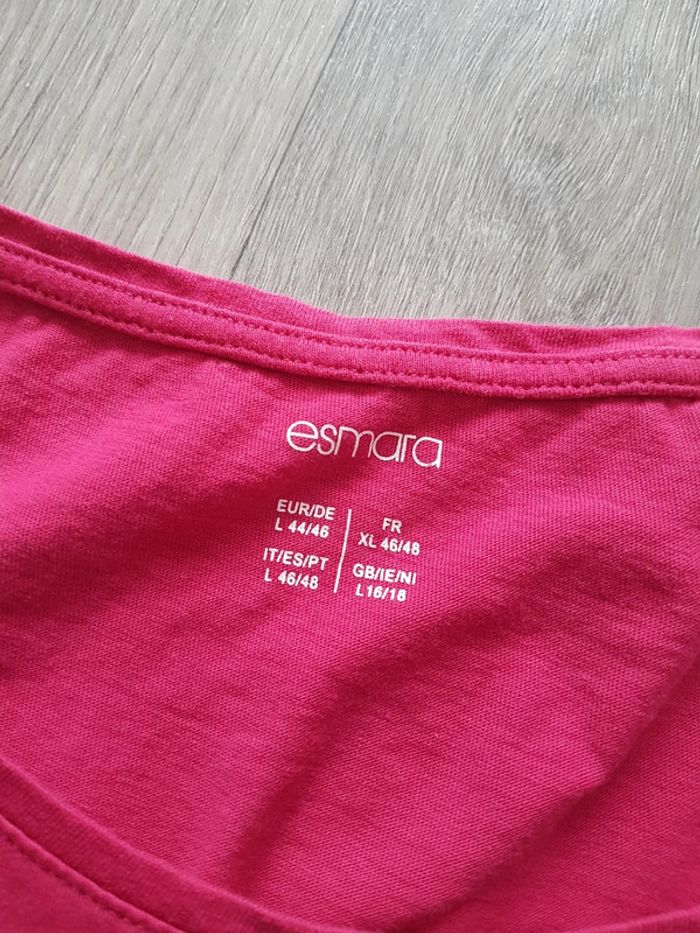 esmara
EUR/DE
L 44/46
FR
XL 46/48
IT/ES/PT
L 46/48
GB/IE/NI
L16/18